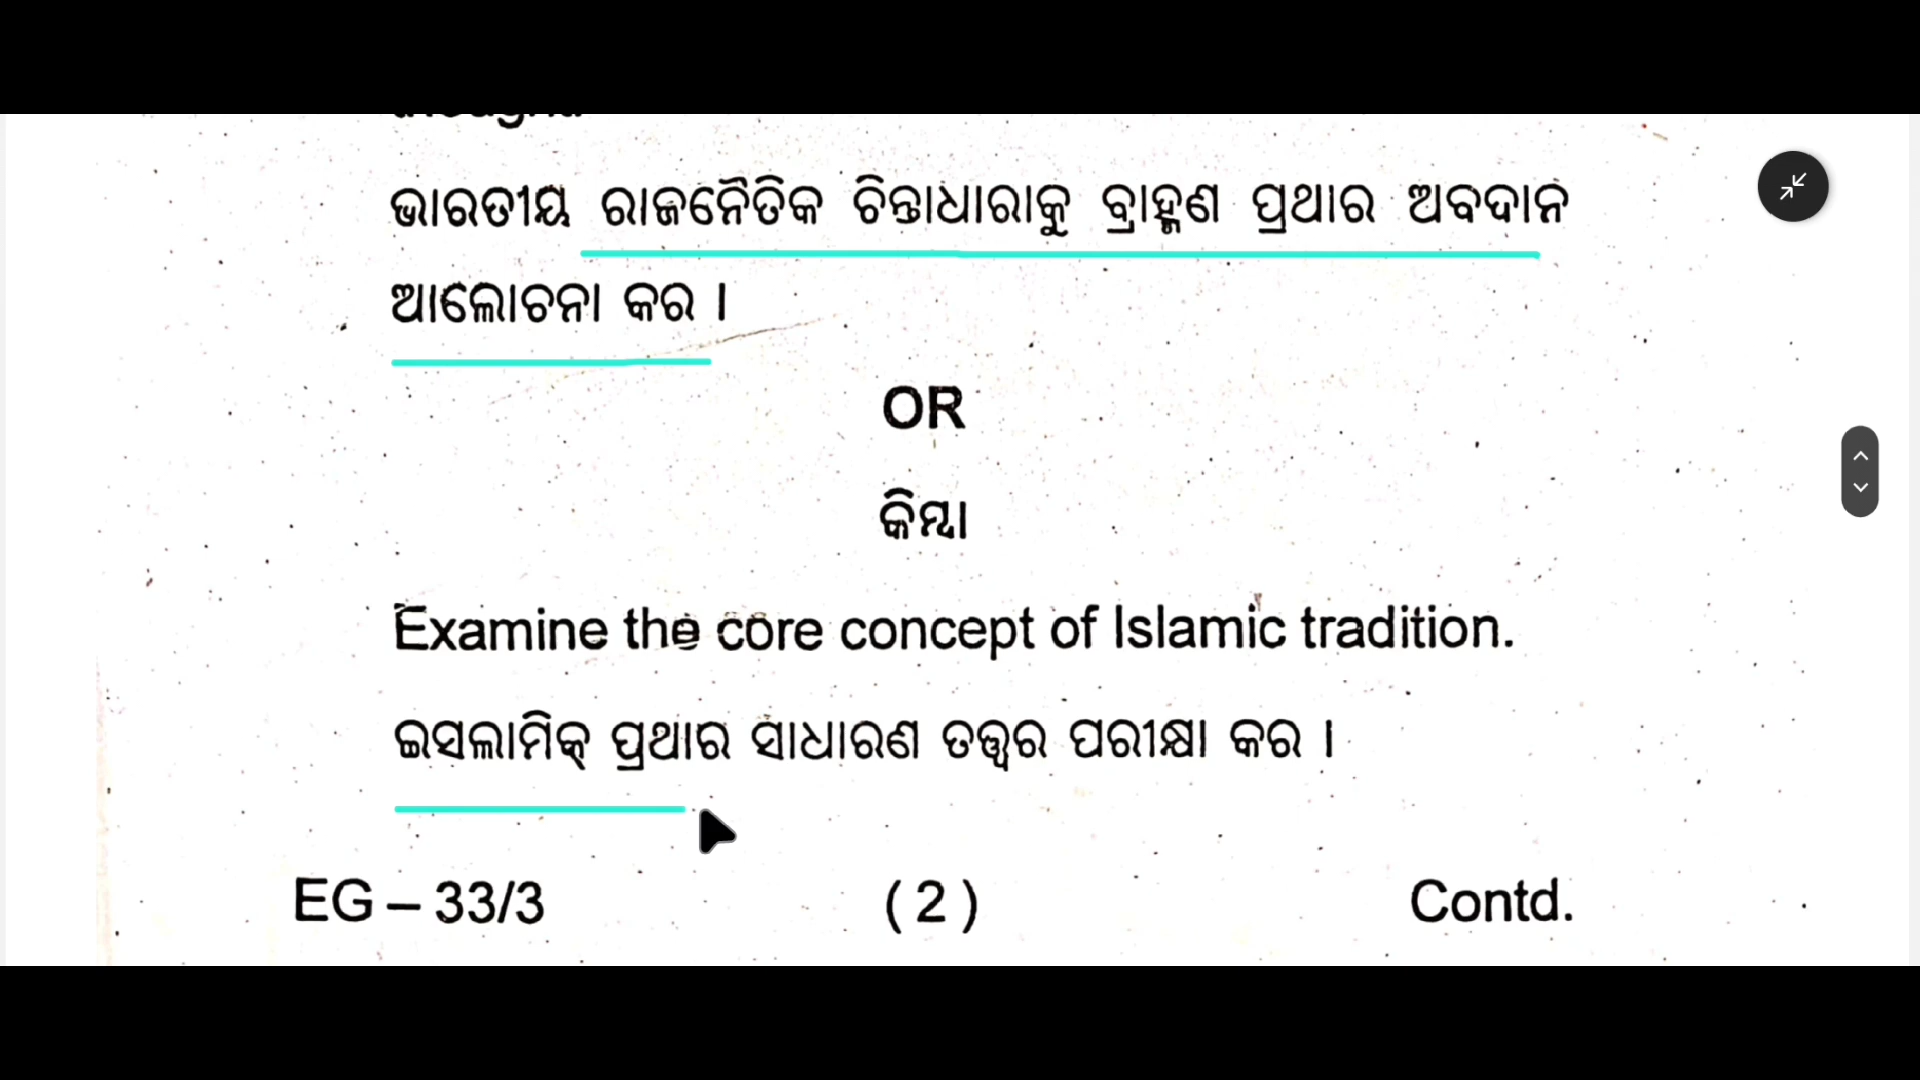 ଭାରତୀୟ ରାଜନୈତିକ ଚିନ୍ତାଧାରାକୁ ବ୍ରାହ୍ମଣ ପ୍ରଥାର ଅବଦାନ
ଆଲୋଚନା କର ।
OR
କିମ୍ବା
Examine the core concept of Islamic tradition.
ଇସଲାମିକ୍ ପ୍ରଥାର ସାଧାରଣ ତତ୍ତ୍ୱର ପରୀକ୍ଷା କର ।
EG – 33/3 (2) Contd.